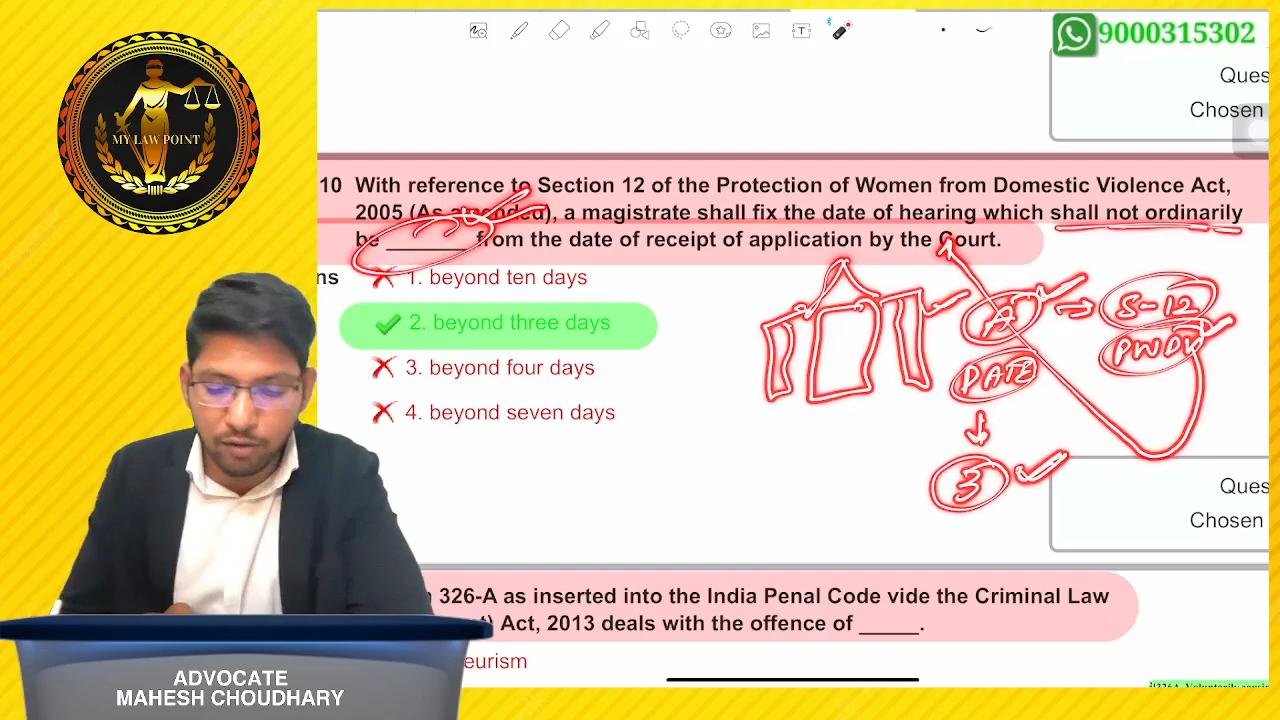 9000315302
MY LAW POINT
Ques
Chosen
10 With reference to Section 12 of the Protection of Women from Domestic Violence Act,
2005 (As amended), a magistrate shall fix the date of hearing which shall not ordinarily
be _______ from the date of receipt of application by the Court.
ns
1. beyond ten days
2. beyond three days
3. beyond four days
4. beyond seven days
A → S-12
PWDV
DATE
3
Ques
Chosen
326-A as inserted into the India Penal Code vide the Criminal Law
Act, 2013 deals with the offence of _____.
eurism
ADVOCATE
MAHESH CHOUDHARY